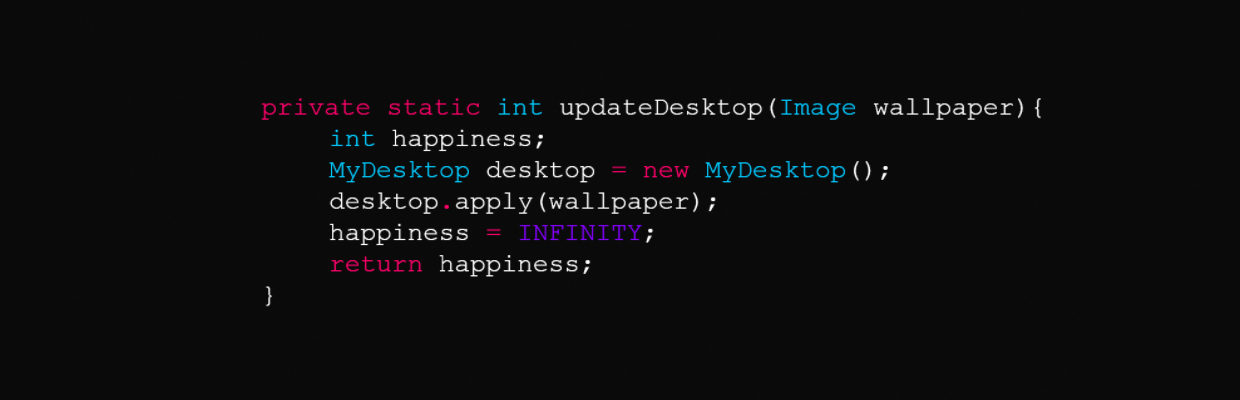 private static int updateDesktop(Image wallpaper){
int happiness;
MyDesktop desktop = new MyDesktop();
desktop.apply(wallpaper);
happiness = INFINITY;
return happiness;
}